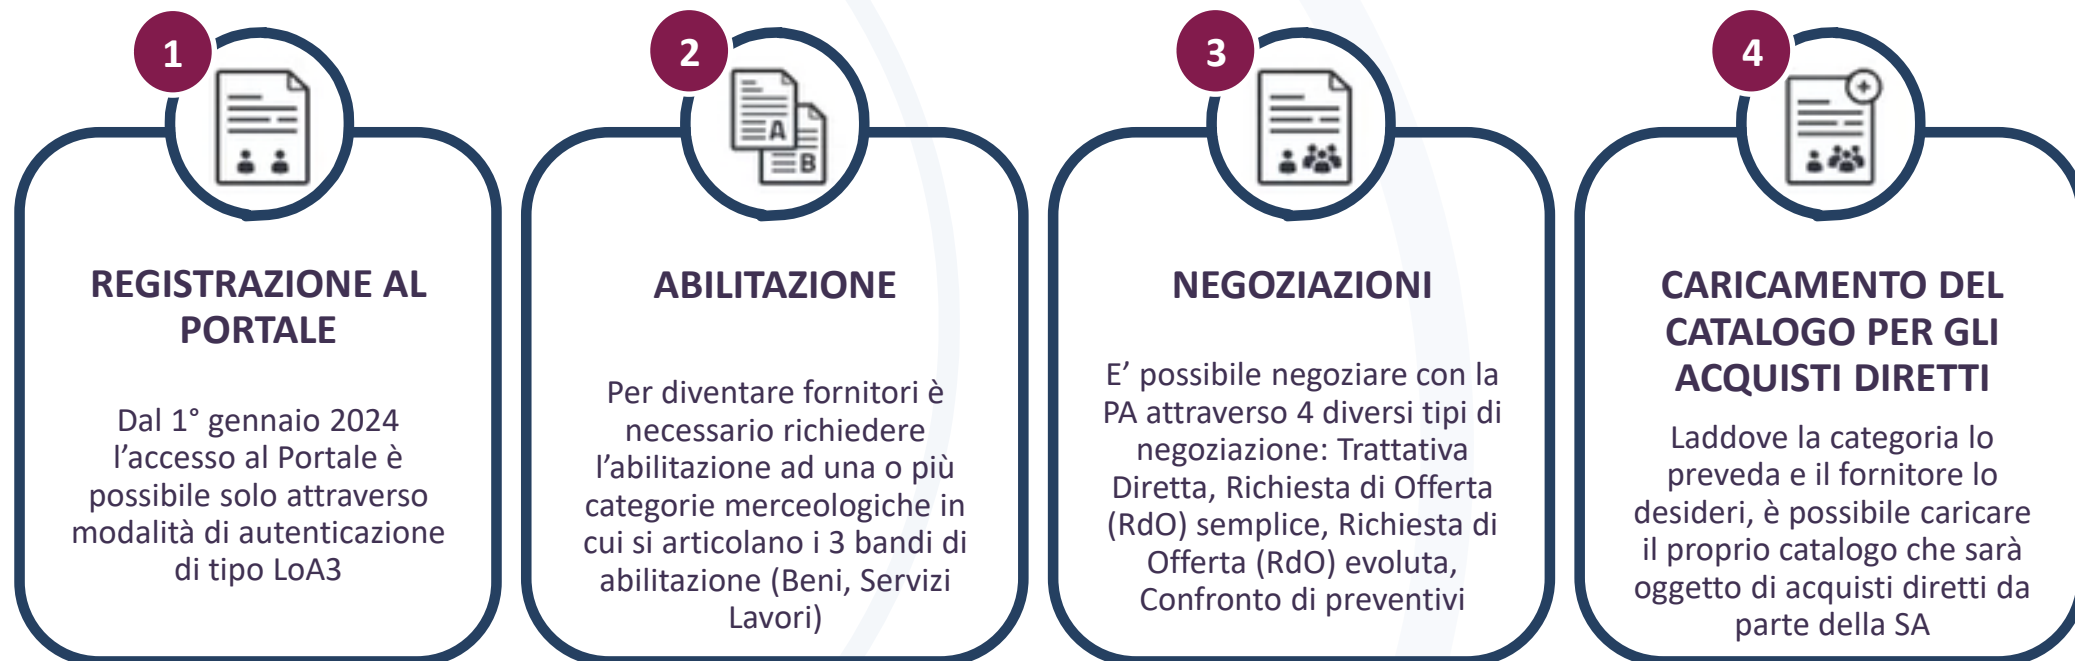 1
REGISTRAZIONE AL
PORTALE
Dal 1° gennaio 2024
l'accesso al Portale è
possibile solo attraverso
modalità di autenticazione
di tipo LoA3
2
A
B
ABILITAZIONE
Per diventare fornitori è
necessario richiedere
l'abilitazione ad una o più
categorie merceologiche in
cui si articolano i 3 bandi di
abilitazione (Beni, Servizi
Lavori)
3
NEGOZIAZIONI
E' possibile negoziare con la
PA attraverso 4 diversi tipi di
negoziazione: Trattativa
Diretta, Richiesta di Offerta
(RdO) semplice, Richiesta di
Offerta (RdO) evoluta,
Confronto di preventivi
4
CARICAMENTO DEL
CATALOGO PER GLI
ACQUISTI DIRETTI
Laddove la categoria lo
preveda e il fornitore lo
desideri, è possibile caricare
il proprio catalogo che sarà
oggetto di acquisti diretti da
parte della SA